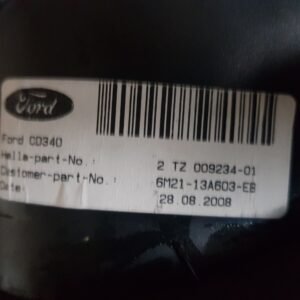 Ford
Ford CD340
Hella-part-No.: 2 TZ 009234-01
Customer-part-No.: 6M21-13A603-EB
Date: 28.08.2008